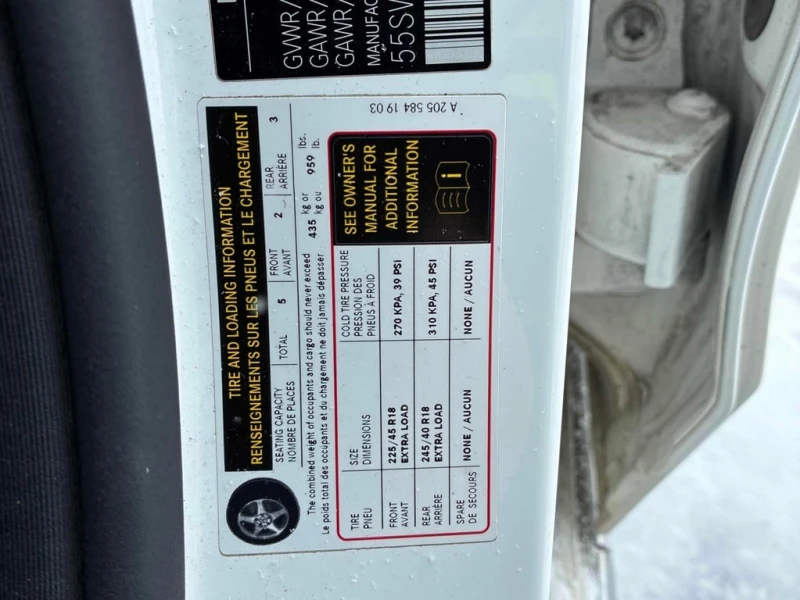 GVWR/
GAWR/
GAWR/
MANUFAC
55SW
A 205 584 19 03
TIRE AND LOADING INFORMATION
RENSEIGNEMENTS SUR LES PNEUS ET LE CHARGEMENT
SEATING CAPACITY TOTAL 5 FRONT 2 REAR 3
NOMBRE DE PLACES AVANT ARRIÈRE
The combined weight of occupants and cargo should never exceed 435 kg or 959 lbs.
Le poids total des occupants et du chargement ne doit jamais dépasser kg ou lb.
TIRE SIZE COLD TIRE PRESSURE
PNEU DIMENSIONS PRESSION DES
PNEUS À FROID
FRONT 225/45 R18 270 KPA, 39 PSI
AVANT EXTRA LOAD
REAR 245/40 R18 310 KPA, 45 PSI
ARRIÈRE EXTRA LOAD
SPARE NONE / AUCUN NONE / AUCUN
DE SECOURS
SEE OWNER'S
MANUAL FOR
ADDITIONAL
INFORMATION
i